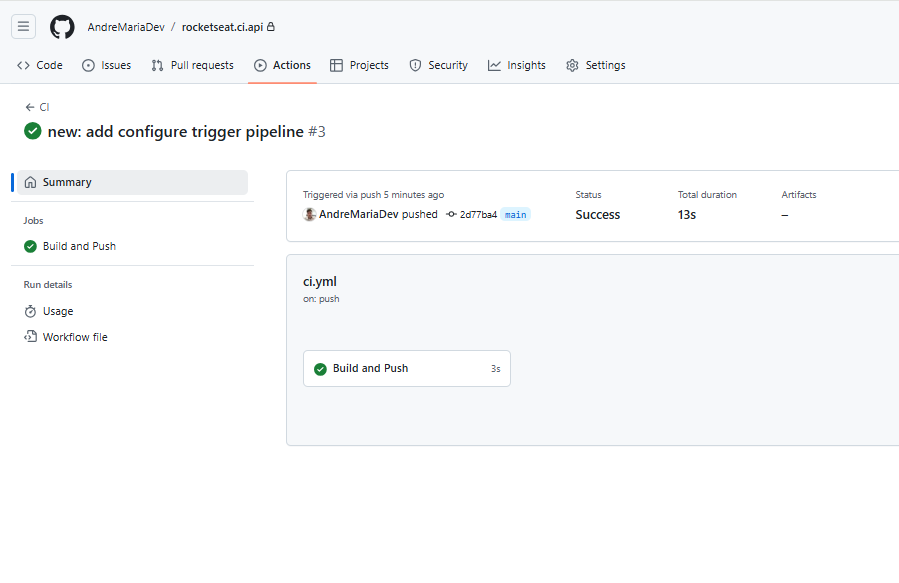 AndreMariaDev / rocketseat.ci.api
Code Issues Pull requests Actions Projects Security Insights Settings
CI
new: add configure trigger pipeline #3
Summary
Jobs
Build and Push
Run details
Usage
Workflow file
Triggered via push 5 minutes ago
AndreMariaDev pushed 2d77ba4 main
Status
Success
Total duration
13s
Artifacts
–
ci.yml
on: push
Build and Push 3s